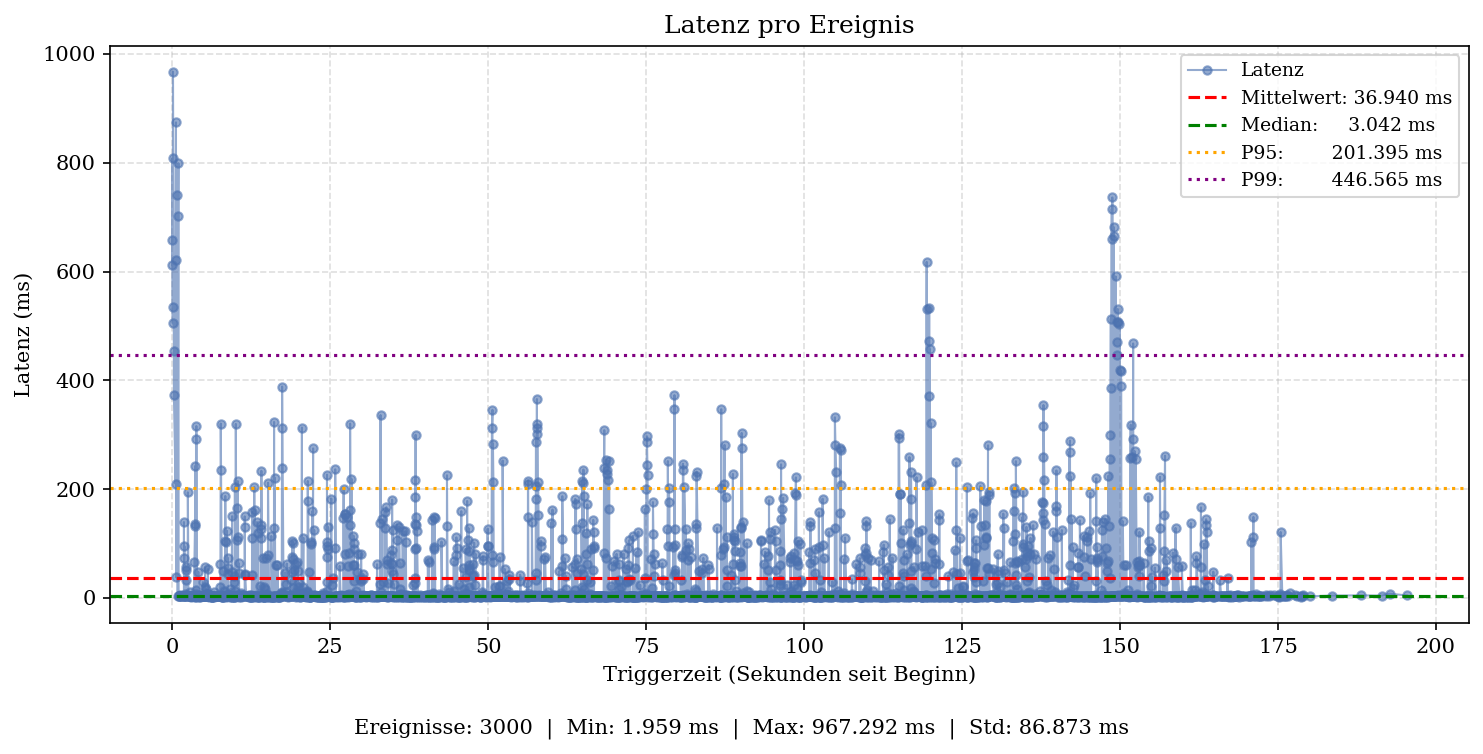 Latenz pro Ereignis
1000
800
600
400
200
0
Latenz (ms)
Latenz
Mittelwert: 36.940 ms
Median: 3.042 ms
P95: 201.395 ms
P99: 446.565 ms
0 25 50 75 100 125 150 175 200
Triggerzeit (Sekunden seit Beginn)
Ereignisse: 3000 | Min: 1.959 ms | Max: 967.292 ms | Std: 86.873 ms